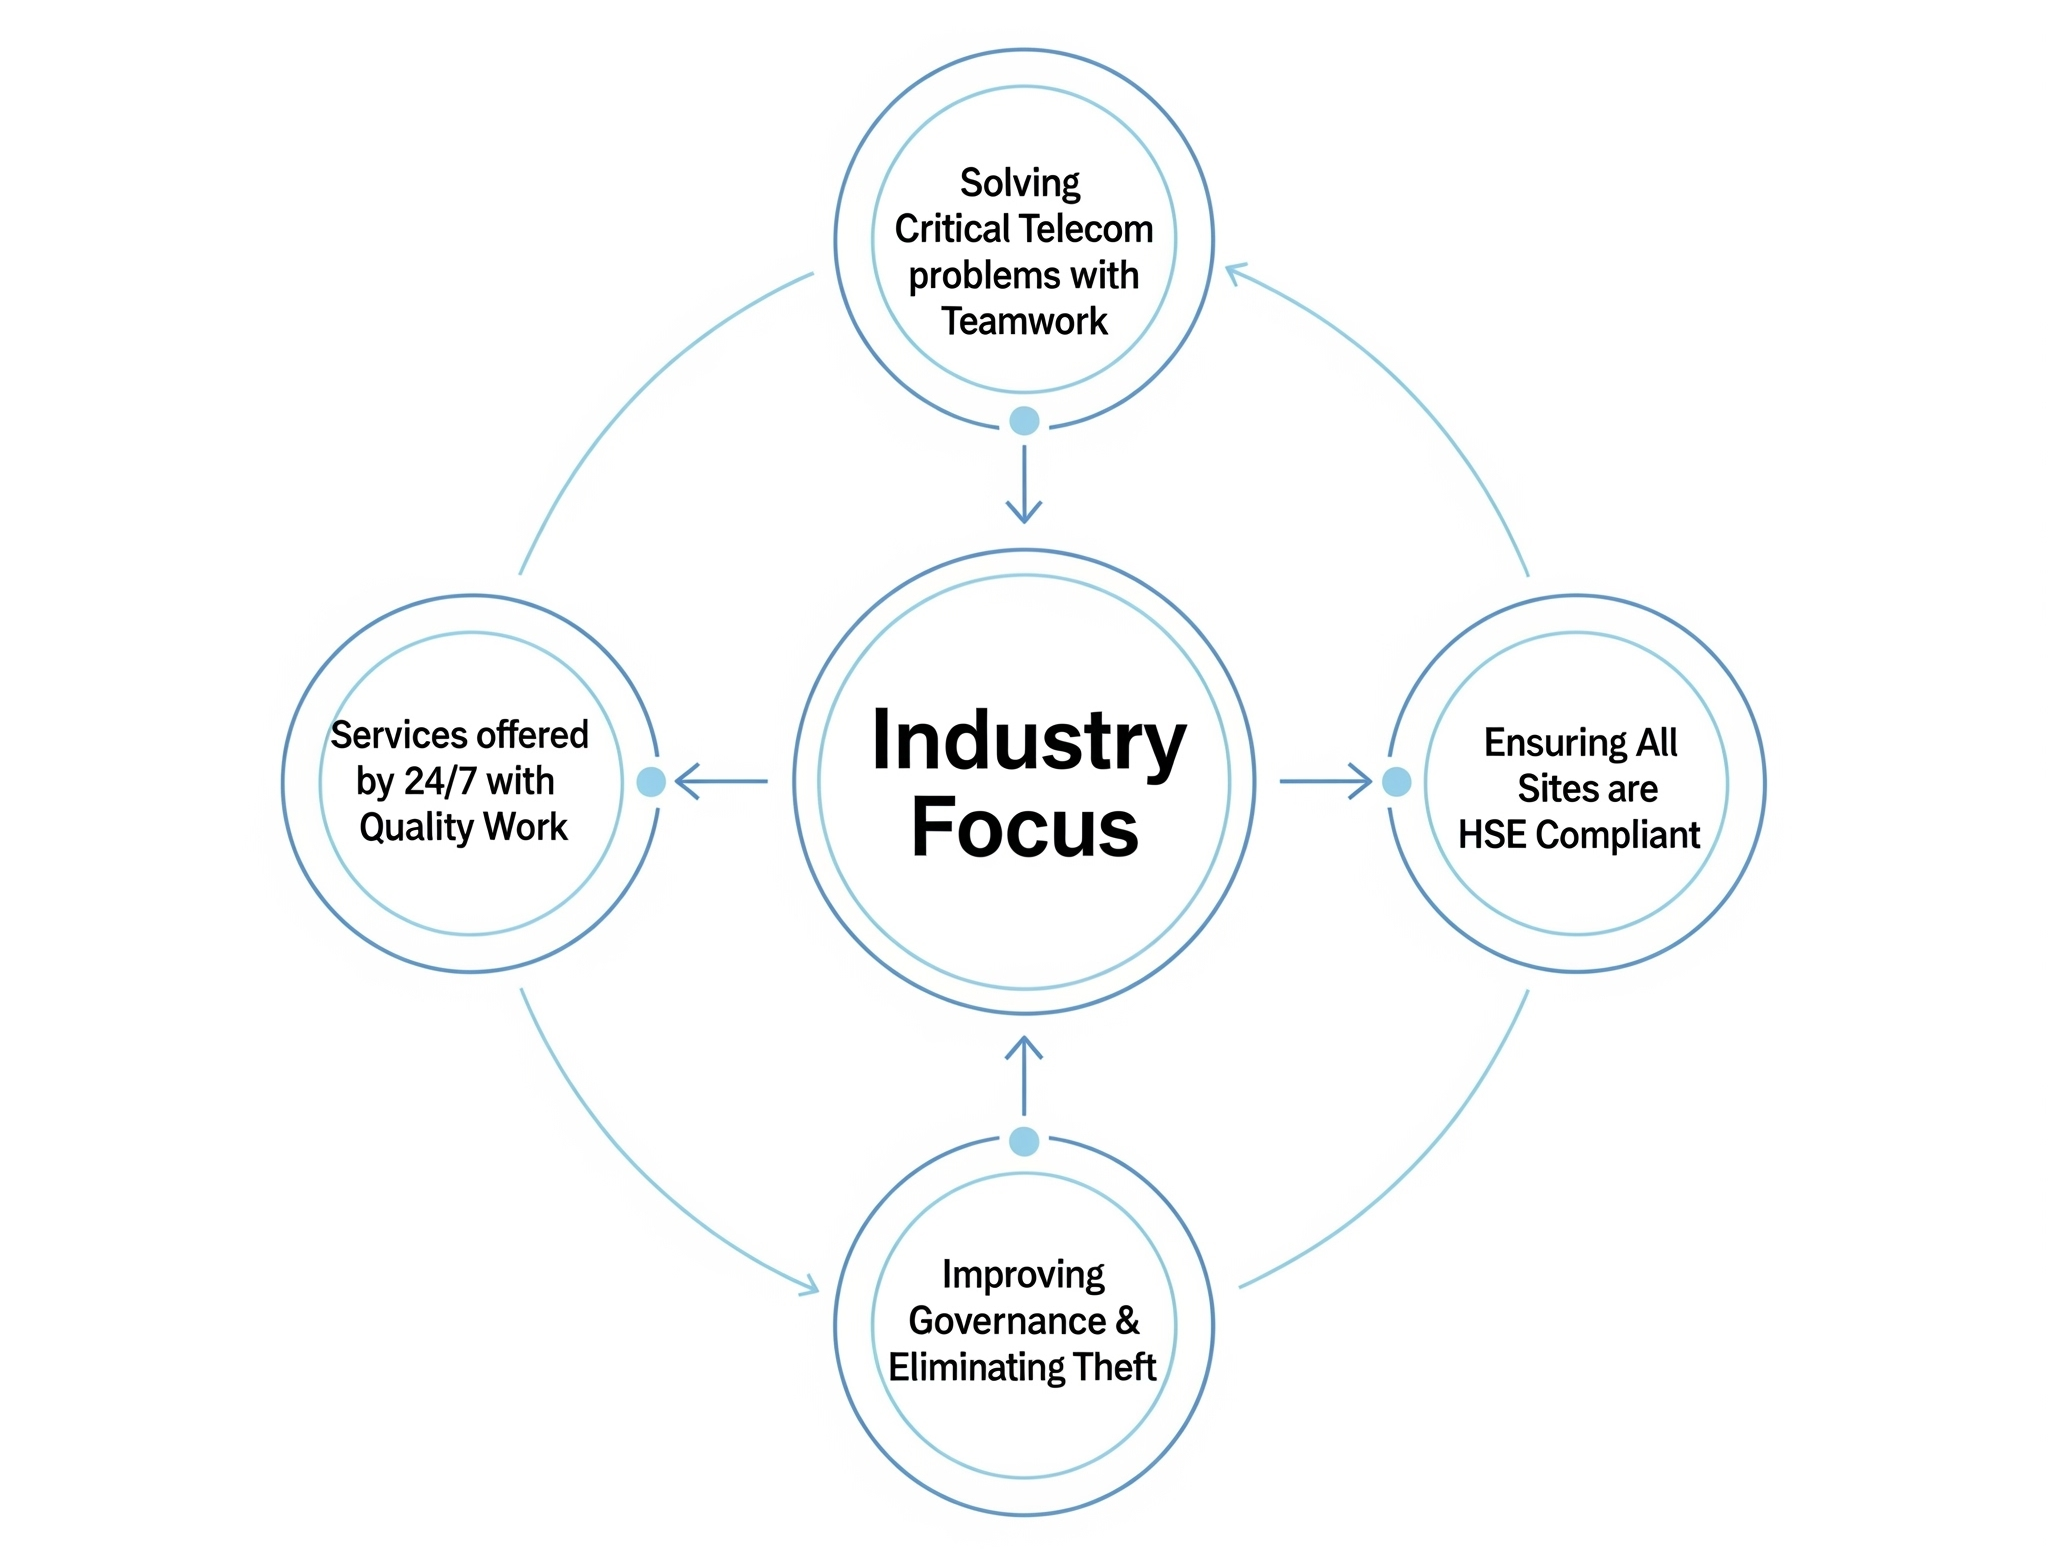 Solving
Critical Telecom
problems with
Teamwork
Services offered
by 24/7 with
Quality Work
Industry
Focus
Ensuring All
Sites are
HSE Compliant
Improving
Governance &
Eliminating Theft